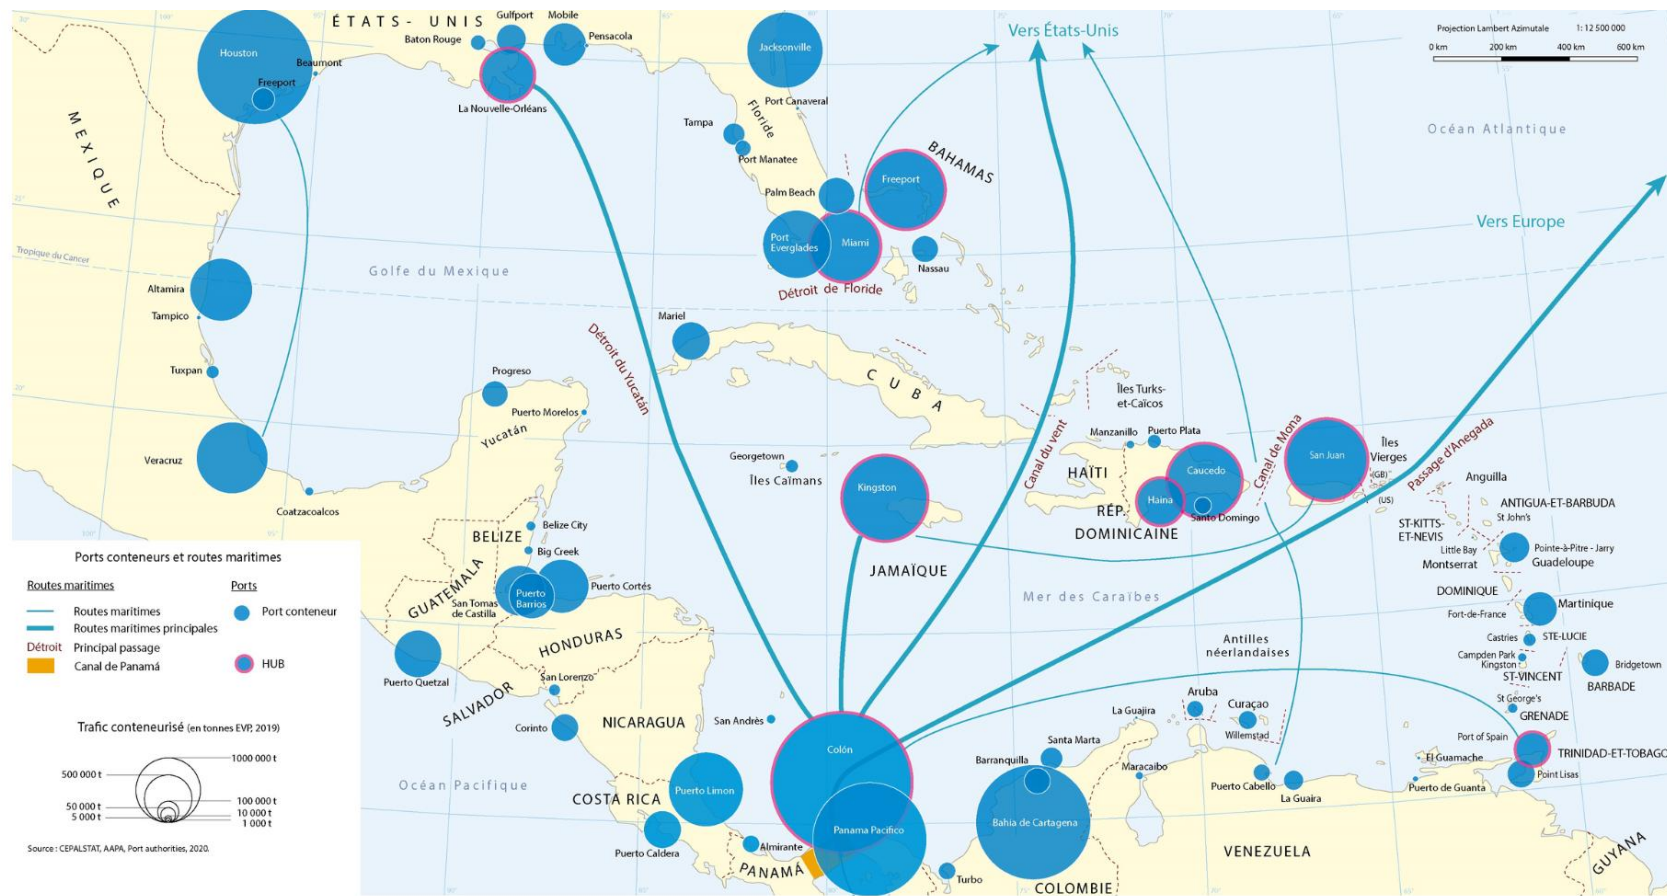 ÉTATS- UNIS
Gulfport
Mobile
Baton Rouge
Pensacola
Houston
Beaumont
Freeport
La Nouvelle-Orléans
Jacksonville
Port Canaveral
Floride
Tampa
Port Manatee
Palm Beach
Port
Everglades
Miami
Freeport
BAHAMAS
Nassau
Détroit de Floride
Vers États-Unis
Projection Lambert Azimutale
1: 12 500 000
0 km
200 km
400 km
600 km
Océan Atlantique
Vers Europe
MEXIQUE
Tropique du Cancer
Golfe du Mexique
Altamira
Tampico
Tuxpan
Veracruz
Coatzacoalcos
Progreso
Puerto Morelos
Yucatán
Détroit du Yucatán
Mariel
CUBA
Îles Turks-
et-Caïcos
Georgetown
Îles Caïmans
Kingston
JAMAÏQUE
Canal du vent
Manzanillo
Puerto Plata
HAÏTI
RÉP.
DOMINICAINE
Haina
Caucedo
Santo Domingo
Canal de Mona
San Juan
Îles
Vierges
(GB)
(US)
Passage d'Anegada
Anguilla
ANTIGUA-ET-BARBUDA
St John's
ST-KITTS-
ET-NEVIS
Little Bay
Montserrat
Pointe-à-Pitre - Jarry
Guadeloupe
DOMINIQUE
Fort-de-France
Martinique
Castries
STE-LUCIE
Campden Park
Kingston
ST-VINCENT
Bridgetown
BARBADE
St George's
GRENADE
Port of Spain
TRINIDAD-ET-TOBAGO
Point Lisas
Mer des Caraïbes
Antilles
néerlandaises
BELIZE
Belize City
Big Creek
GUATEMALA
San Tomas
de Castilla
Puerto
Barrios
Puerto Cortés
HONDURAS
Puerto Quetzal
SALVADOR
San Lorenzo
Corinto
NICARAGUA
San Andrès
Océan Pacifique
COSTA RICA
Puerto Limon
Puerto Caldera
Almirante
PANAMÁ
Colón
Panama Pacifico
Turbo
Bahia de Cartagena
Barranquilla
Santa Marta
La Guajira
Maracaibo
Aruba
Curaçao
Willemstad
Puerto Cabello
La Guaira
El Guamache
Puerto de Guanta
VENEZUELA
COLOMBIE
GUYANA
Ports conteneurs et routes maritimes
Routes maritimes
Routes maritimes
Routes maritimes principales
Détroit Principal passage
Canal de Panamá
Ports
Port conteneur
HUB
Trafic conteneurisé (en tonnes EVP, 2019)
1000 000 t
500 000 t
100 000 t
50 000 t
10 000 t
5 000 t
1 000 t
Source : CEPALSTAT, AAPA, Port authorities, 2020.